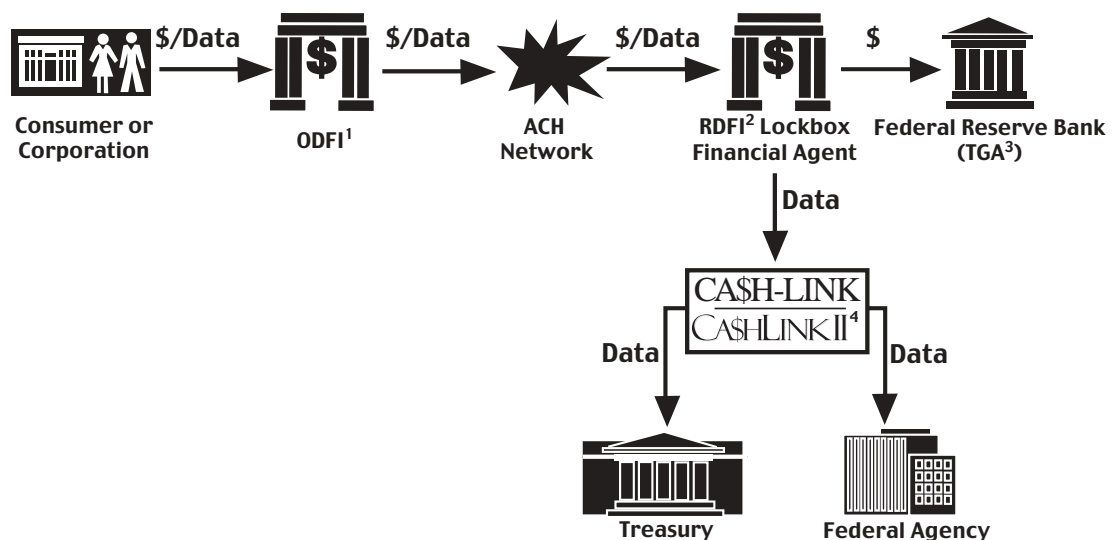 $/Data
$/Data
$/Data
$
$
$
Consumer or
Corporation
ODFI¹
ACH
Network
RDFI² Lockbox
Financial Agent
Federal Reserve Bank
(TGA³)
Data
CA$H-LINK
CA$HLINK II⁴
Data
Data
Treasury
Federal Agency